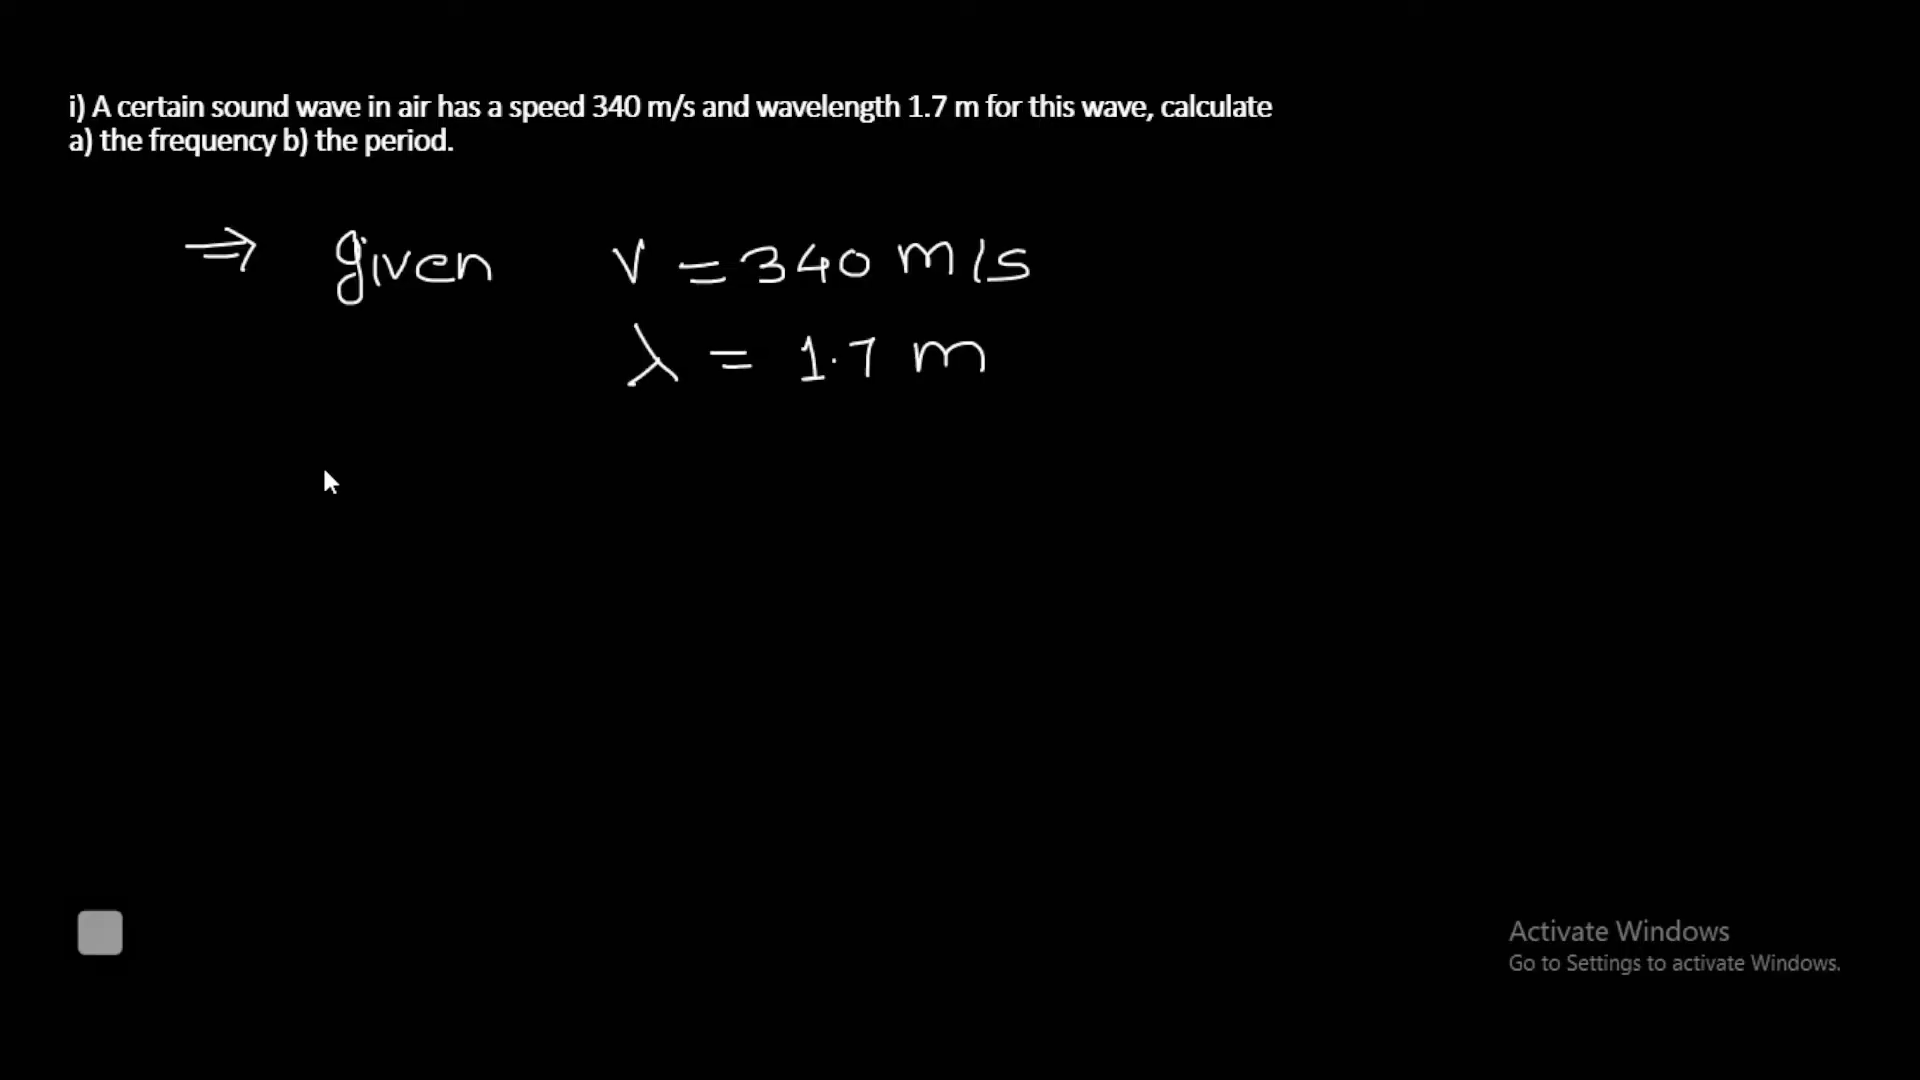 i) A certain sound wave in air has a speed 340 m/s and wavelength 1.7 m for this wave, calculate
a) the frequency b) the period.
⇒ given v = 340 m/s
λ = 1.7 m
Activate Windows
Go to Settings to activate Windows.